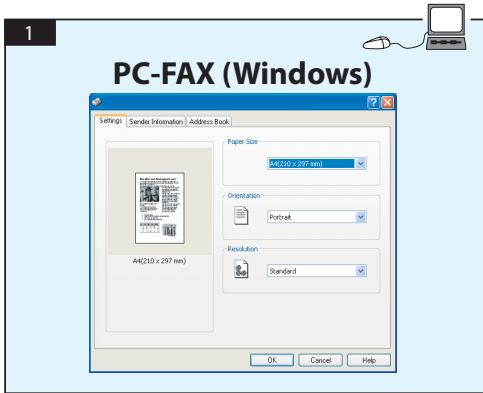 1
PC-FAX (Windows)
Settings
Sender Information
Address Book
Paper Size
A4(210 x 297 mm)
Orientation
Portrait
A4(210 x 297 mm)
Resolution
Standard
OK
Cancel
Help